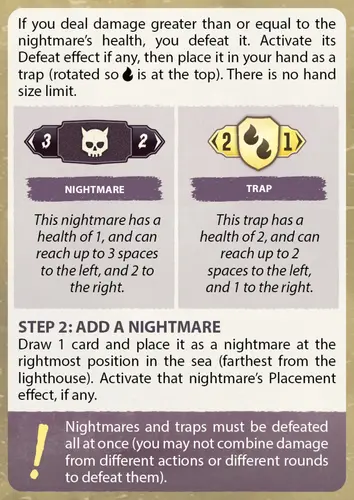 If you deal damage greater than or equal to the
nightmare's health, you defeat it. Activate its
Defeat effect if any, then place it in your hand as a
trap (rotated so is at the top). There is no hand
size limit.
3 2
2 1
NIGHTMARE
TRAP
This nightmare has a
health of 1, and can
reach up to 3 spaces
to the left, and 2 to
the right.
This trap has a
health of 2, and can
reach up to 2
spaces to the left,
and 1 to the right.
STEP 2: ADD A NIGHTMARE
Draw 1 card and place it as a nightmare at the
rightmost position in the sea (farthest from the
lighthouse). Activate that nightmare's Placement
effect, if any.
!
Nightmares and traps must be defeated
all at once (you may not combine damage
from different actions or different rounds
to defeat them).